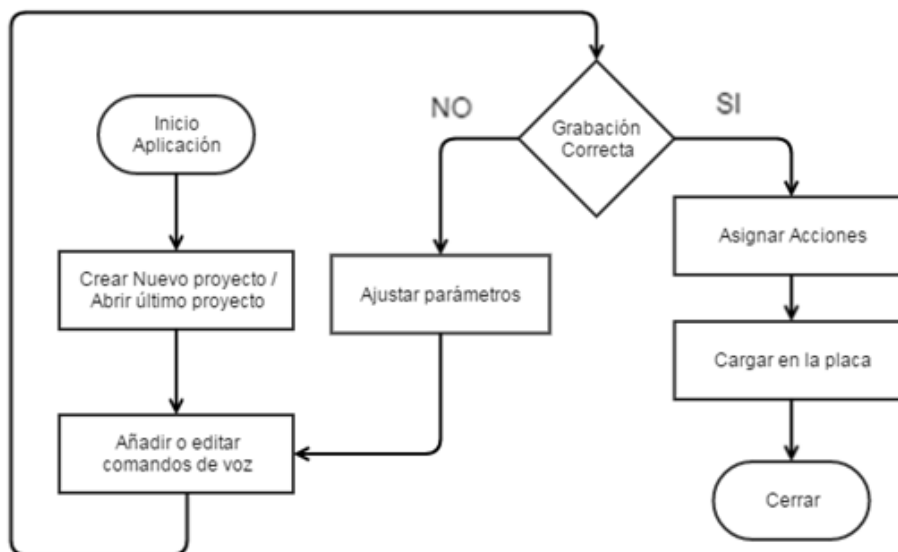 Inicio
Aplicación
Crear Nuevo proyecto /
Abrir último proyecto
Añadir o editar
comandos de voz
NO
Ajustar parámetros
Grabación
Correcta
SI
Asignar Acciones
Cargar en la placa
Cerrar